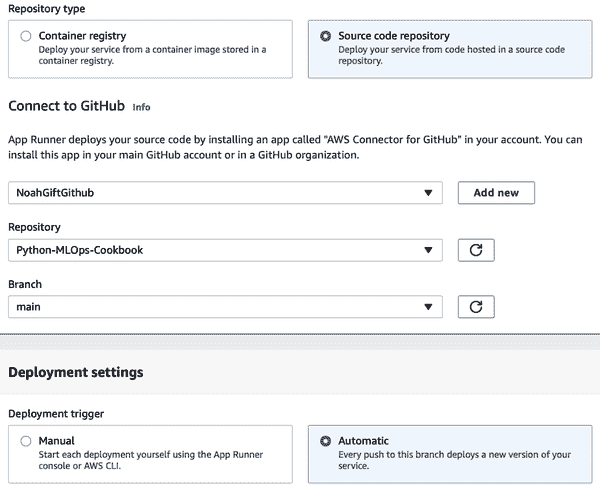 Repository type
Container registry
Deploy your service from a container image stored in a
container registry.
Source code repository
Deploy your service from code hosted in a source code
repository.
Connect to GitHub Info
App Runner deploys your source code by installing an app called "AWS Connector for GitHub" in your account. You can
install this app in your main GitHub account or in a GitHub organization.
NoahGiftGithub
Add new
Repository
Python-MLOps-Cookbook
Branch
main
Deployment settings
Deployment trigger
Manual
Start each deployment yourself using the App Runner
console or AWS CLI.
Automatic
Every push to this branch deploys a new version of your
service.